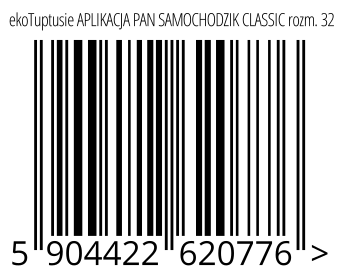 ekoTuptusie APLIKACJA PAN SAMOCHODZIK CLASSIC rozm. 32
5 904422 620776 >